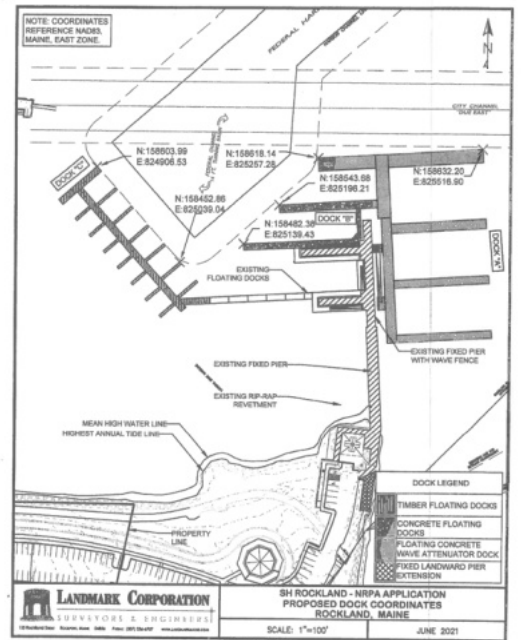 NOTE: COORDINATES
REFERENCE NAD83,
MAINE, EAST ZONE.
FEDERAL
N
CITY CHANNEL
"DUE EAST"
N:158603.99
E:824906.53
N:158618.14
E:825257.28
N:158632.20
E:825516.90
DOCK "C"
N:158452.86
E:825039.04
N:158543.68
E:825196.21
DOCK "B"
N:158482.38
E:825139.43
DOCK "A"
EXISTING
FLOATING DOCKS
EXISTING FIXED PIER
WITH WAVE FENCE
EXISTING FIXED PIER
EXISTING RIP-RAP
REVETMENT
MEAN HIGH WATER LINE
HIGHEST ANNUAL TIDE LINE
PROPERTY
LINE
DOCK LEGEND
TIMBER FLOATING DOCKS
CONCRETE FLOATING
DOCKS
FLOATING CONCRETE
WAVE ATTENUATOR DOCK
FIXED LANDWARD PIER
EXTENSION
LANDMARK CORPORATION
SURVEYORS & ENGINEERS
SH ROCKLAND - NRPA APPLICATION
PROPOSED DOCK COORDINATES
ROCKLAND, MAINE
SCALE: 1"=100'
JUNE 2021